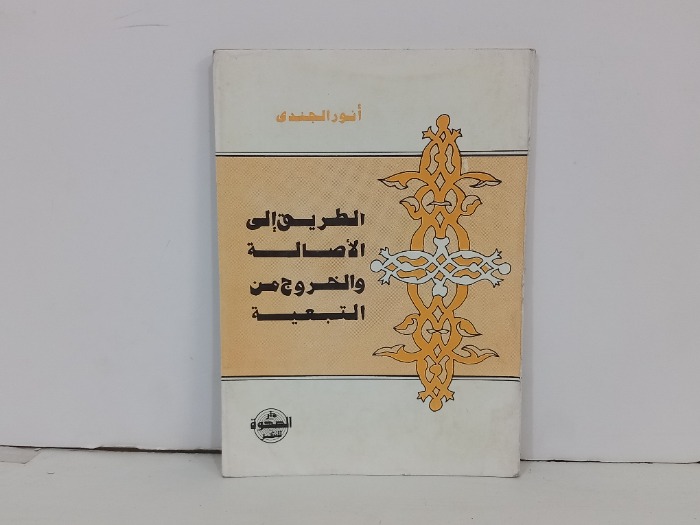 أنور الجندى
الطريق إلى
الأصالة
والخروج من
التبعية
دار
الصحوة
للنشر